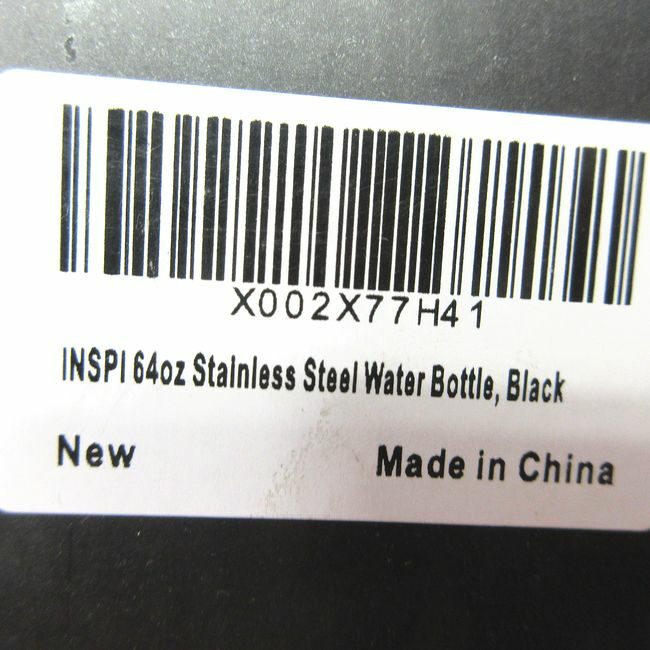 X002X77H41
INSPI 64oz Stainless Steel Water Bottle, Black
New
Made in China